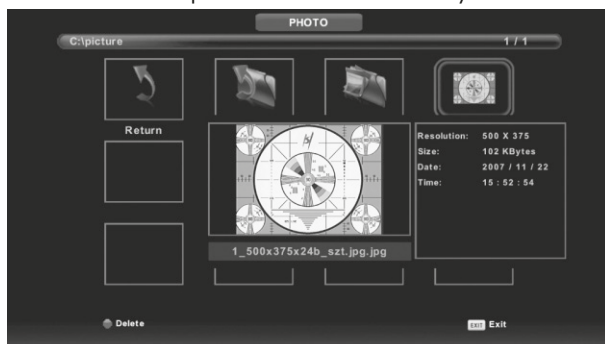 PHOTO
C:\picture 1 / 1
Return
Resolution: 500 X 375
Size: 102 KBytes
Date: 2007 / 11 / 22
Time: 15 : 52 : 54
1_500x375x24b_szt.jpg.jpg
Delete EXIT Exit